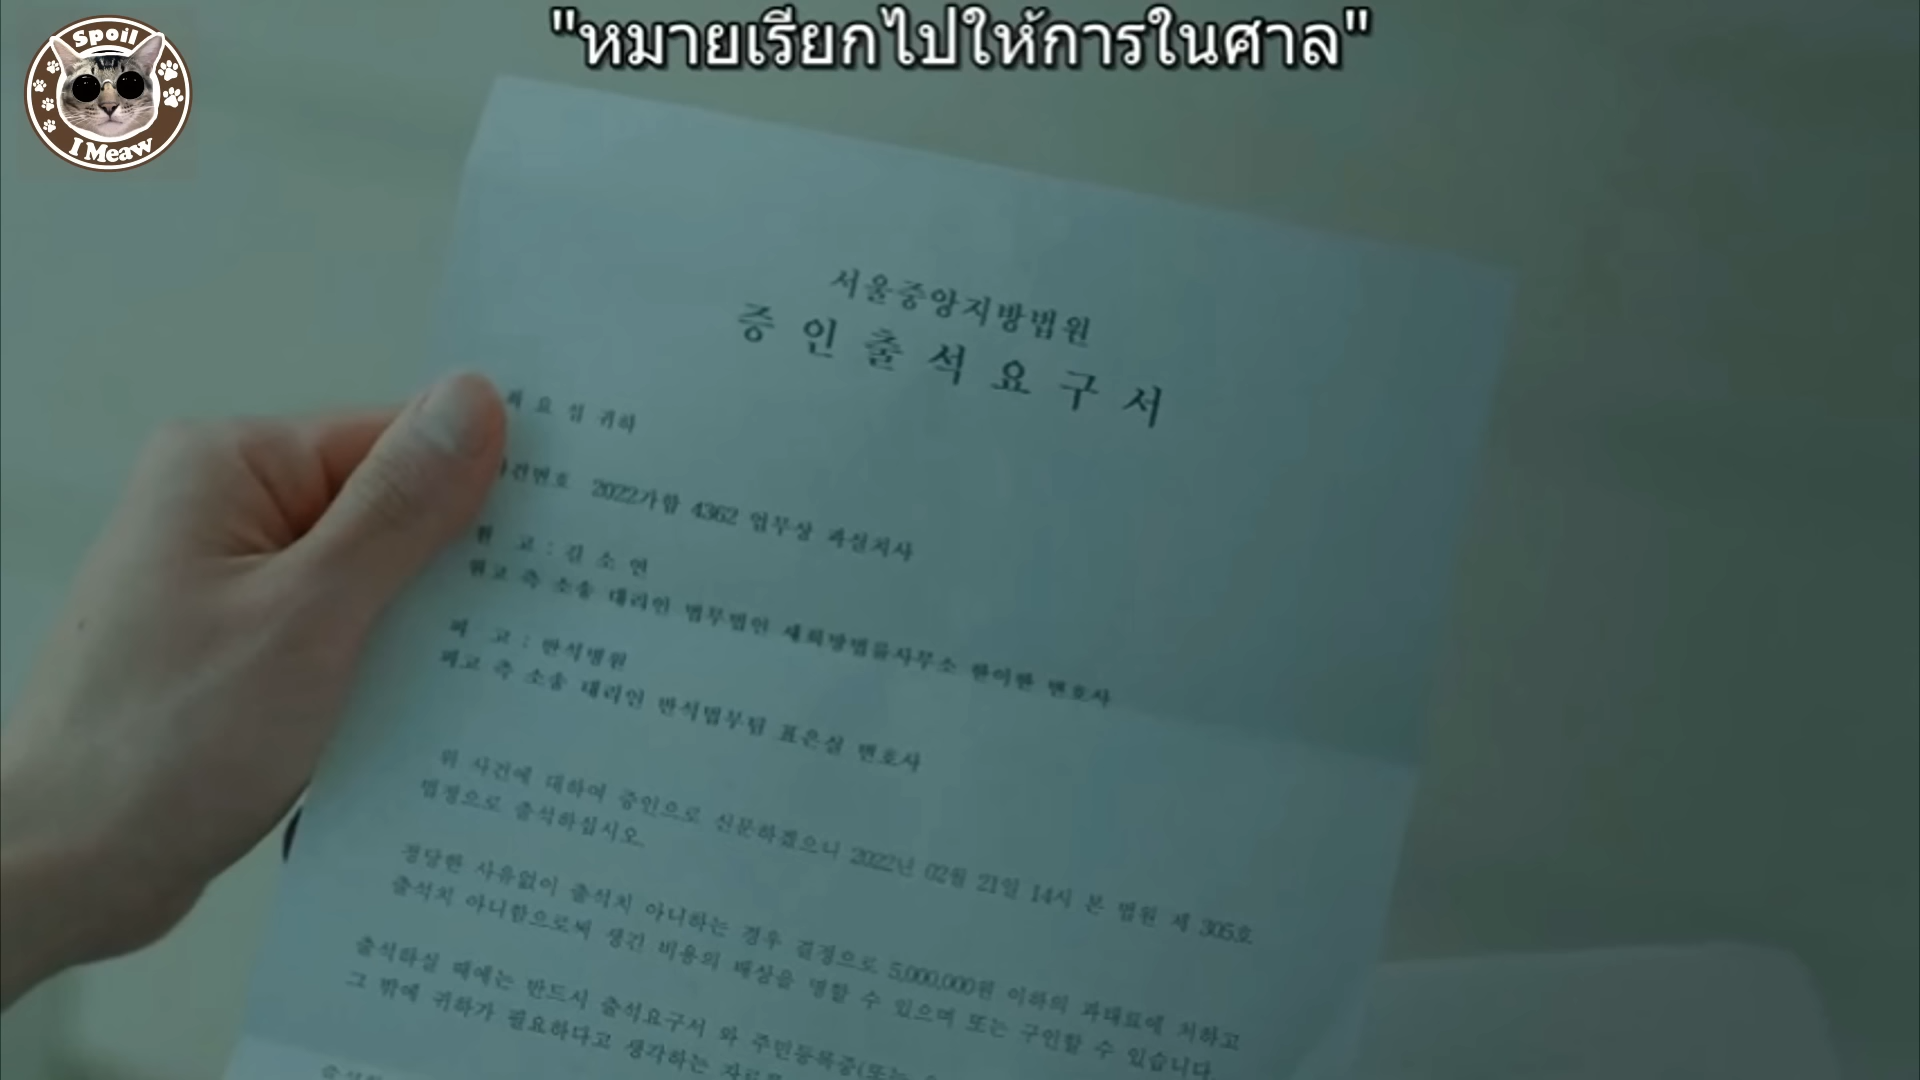 "หมายเรียกไปให้การในศาล"
Spoil
I Meaw
서울중앙지방법원
증 인 출 석 요 구 서
요 섭 귀하
사건번호 2022가합 4362 업무상 과실치사
원 고 : 김 소 연
원고 측 소송 대리인 법무법인 새희망법률사무소 한이한 변호사
피 고 : 반석병원
피고 측 소송 대리인 반석법무팀 표은실 변호사
위 사건에 대하여 증인으로 신문하겠으니 2022년 02월 21일 14시 본 법원 제 305호
법정으로 출석하십시오.
정당한 사유없이 출석치 아니하는 경우 결정으로 5,000,000원 이하의 과태료에 처하고
출석치 아니함으로써 생긴 비용의 배상을 명할 수 있으며 또는 구인할 수 있습니다.
출석하실 때에는 반드시 출석요구서 와 주민등록증(또는
그 밖에 귀하가 필요하다고 생각하는